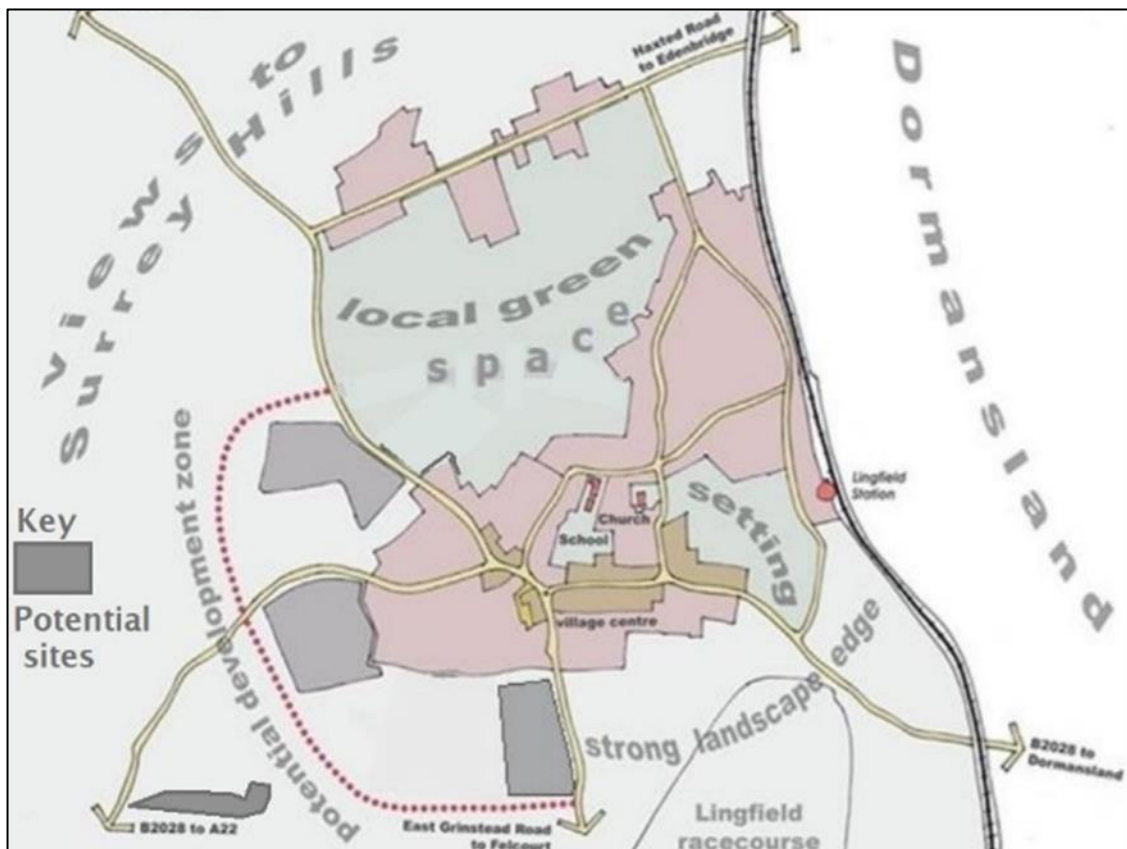 Views to
Surrey Hills
Haxted Road
to Edenbridge
Dormansland
local green
space
potential development zone
setting
Lingfield
Station
Church
School
village centre
Key
Potential
sites
strong landscape edge
B2028 to
Dormansland
B2028 to A22
East Grinstead Road
to Felcourt
Lingfield
racecourse